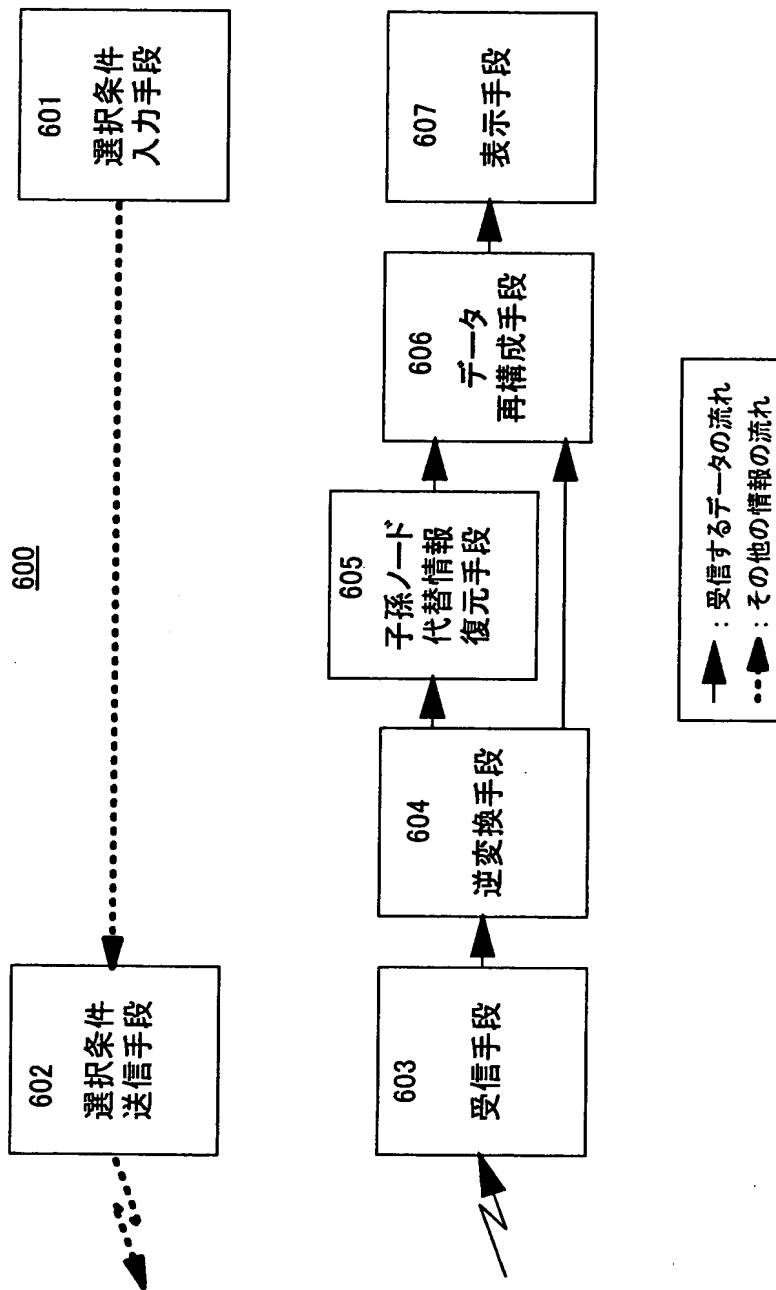 600
602
選択条件
送信手段
601
選択条件
入力手段
603
受信手段
604
逆変換手段
605
子孫ノード
代替情報
復元手段
606
データ
再構成手段
607
表示手段
：受信するデータの流れ
：その他の情報の流れ